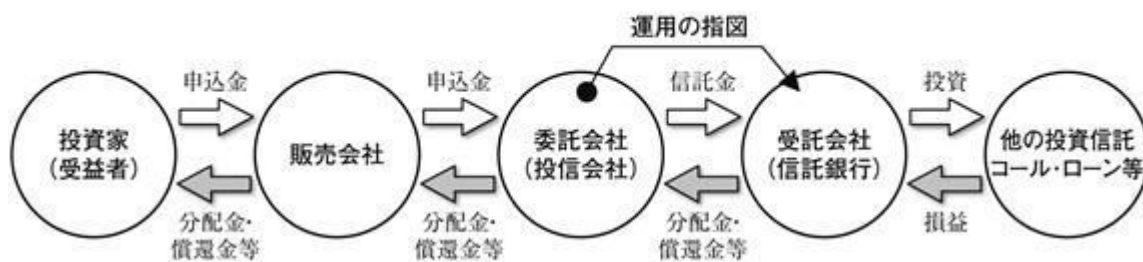 運用の指図
申込金
申込金
信託金
投資
投資家
(受益者)
販売会社
委託会社
(投信会社)
受託会社
(信託銀行)
他の投資信託
コール・ローン等
分配金・
償還金等
分配金・
償還金等
分配金・
償還金等
損益